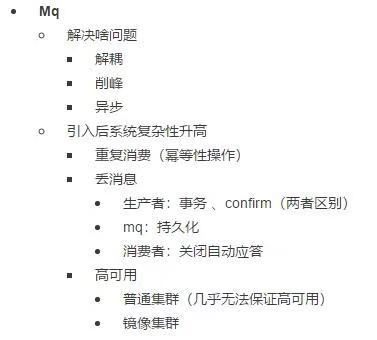 Mq
解决啥问题
解耦
削峰
异步
引入后系统复杂性升高
重复消费（幂等性操作）
丢消息
生产者：事务 、confirm（两者区别）
mq：持久化
消费者：关闭自动应答
高可用
普通集群（几乎无法保证高可用）
镜像集群